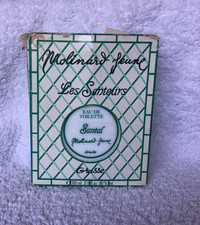 Molinard Jeune
Les Senteurs
EAU DE
TOILETTE
Santal
Molinard Jeune
Grasse